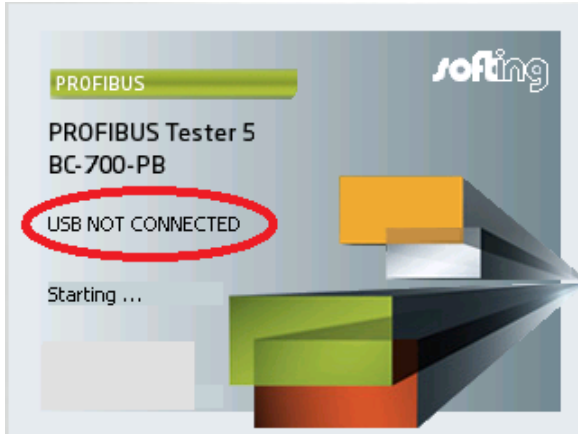 softing
PROFIBUS
PROFIBUS Tester 5
BC-700-PB
USB NOT CONNECTED
Starting ...